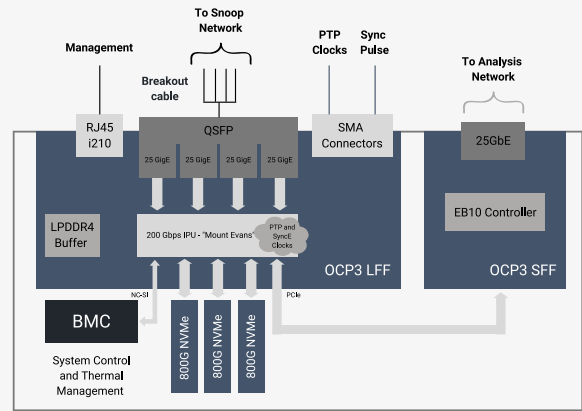 To Snoop
Network
Management
PTP
Clocks
Sync
Pulse
To Analysis
Network
Breakout
cable
RJ45
i210
QSFP
25 GigE
25 GigE
25 GigE
25 GigE
SMA
Connectors
25GbE
LPDDR4
Buffer
200 Gbps IPU - "Mount Evans"
PTP and
SyncE
Clocks
EB10 Controller
OCP3 LFF
OCP3 SFF
NC-SI
PCIe
BMC
800G NVMe
800G NVMe
800G NVMe
System Control
and Thermal
Management